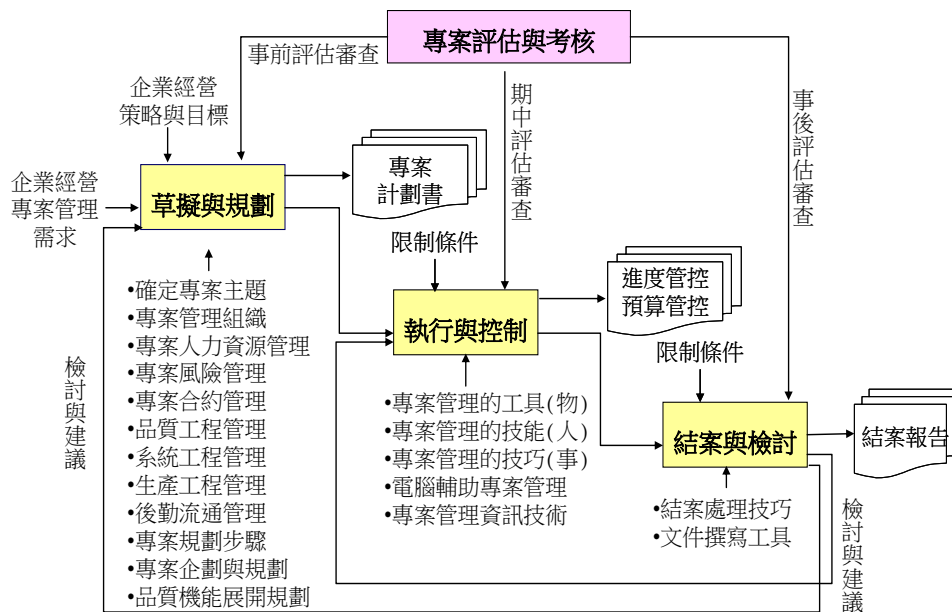 專案評估與考核
事前評估審查
企業經營
策略與目標
期中評估審查
事後評估審查
專案
計劃書
企業經營
專案管理
需求
草擬與規劃
限制條件
•確定專案主題
•專案管理組織
•專案人力資源管理
•專案風險管理
•專案合約管理
•品質工程管理
•系統工程管理
•生產工程管理
•後勤流通管理
•專案規劃步驟
•專案企劃與規劃
•品質機能展開規劃
檢討與建議
執行與控制
進度管控
預算管控
限制條件
•專案管理的工具(物)
•專案管理的技能(人)
•專案管理的技巧(事)
•電腦輔助專案管理
•專案管理資訊技術
結案與檢討
結案報告
•結案處理技巧
•文件撰寫工具
檢討與建議